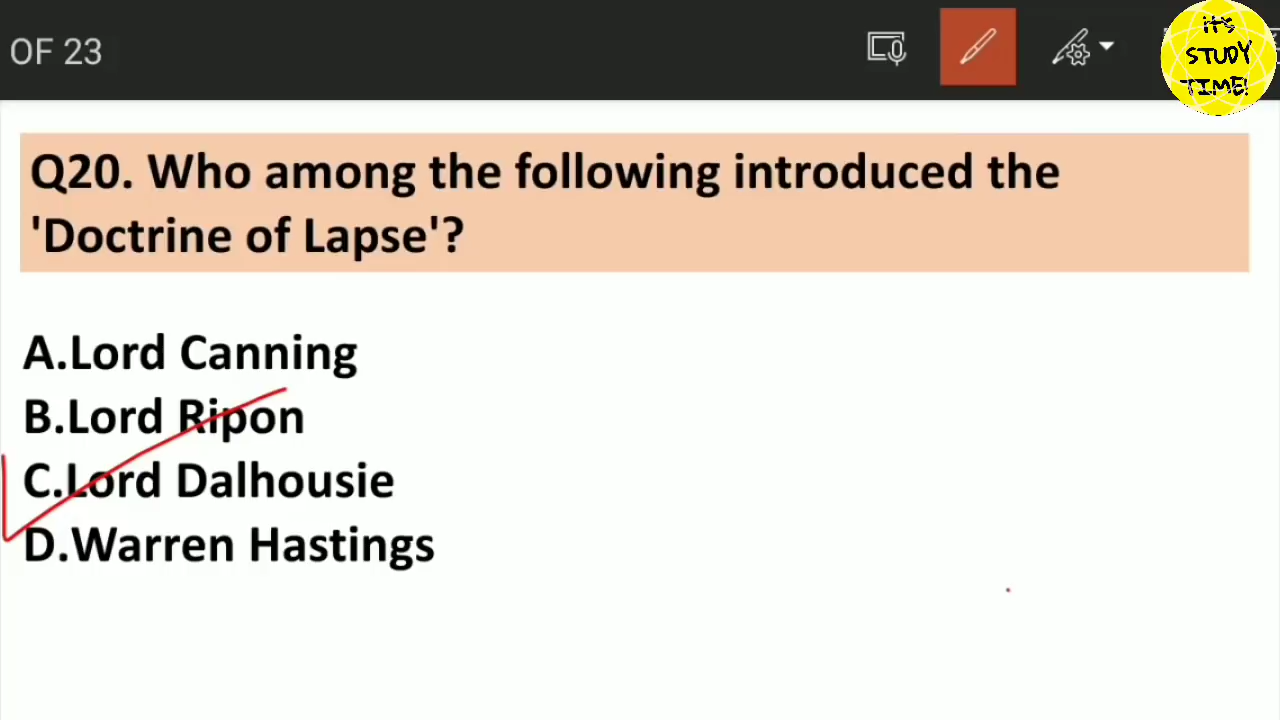 OF 23
iTS
STUDY
TIME!
Q20. Who among the following introduced the
'Doctrine of Lapse'?
A.Lord Canning
B.Lord Ripon
C.Lord Dalhousie
D.Warren Hastings